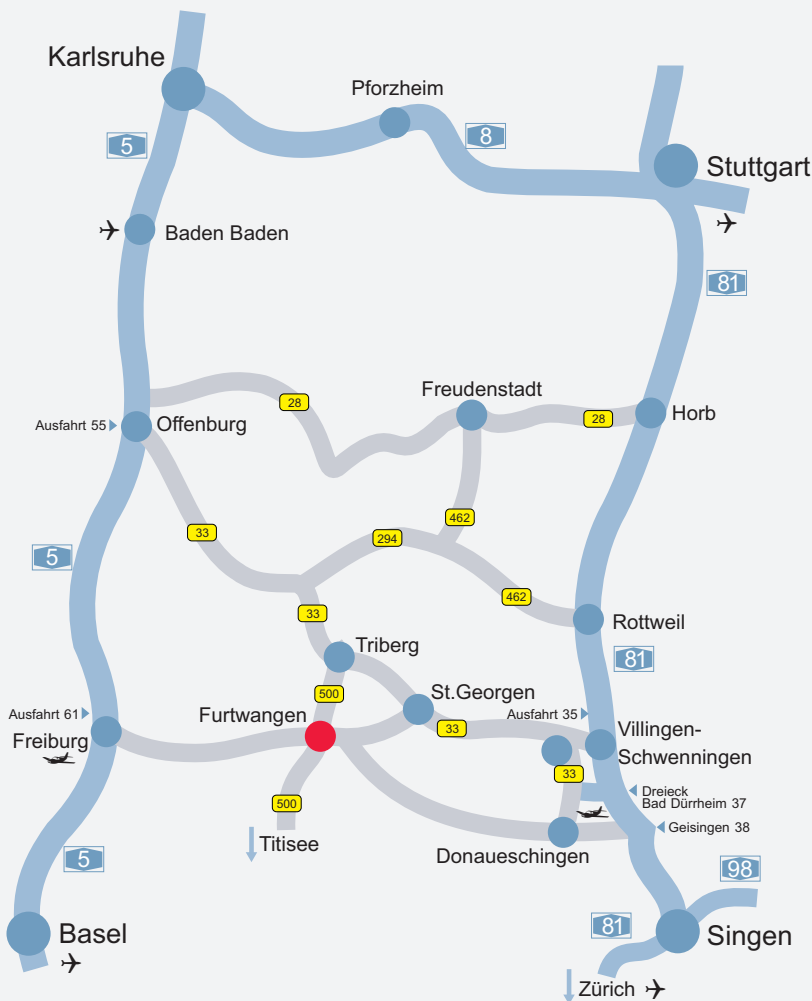 Karlsruhe
Pforzheim
5
8
Stuttgart
Baden Baden
81
28
Freudenstadt
28
Horb
Ausfahrt 55
Offenburg
462
33
294
5
462
33
Rottweil
Triberg
81
500
St.Georgen
Ausfahrt 61
Furtwangen
Ausfahrt 35
Freiburg
33
Villingen-
Schwenningen
33
500
Dreieck
Bad Dürrheim 37
Titisee
Geisingen 38
Donaueschingen
5
98
Basel
81
Singen
Zürich